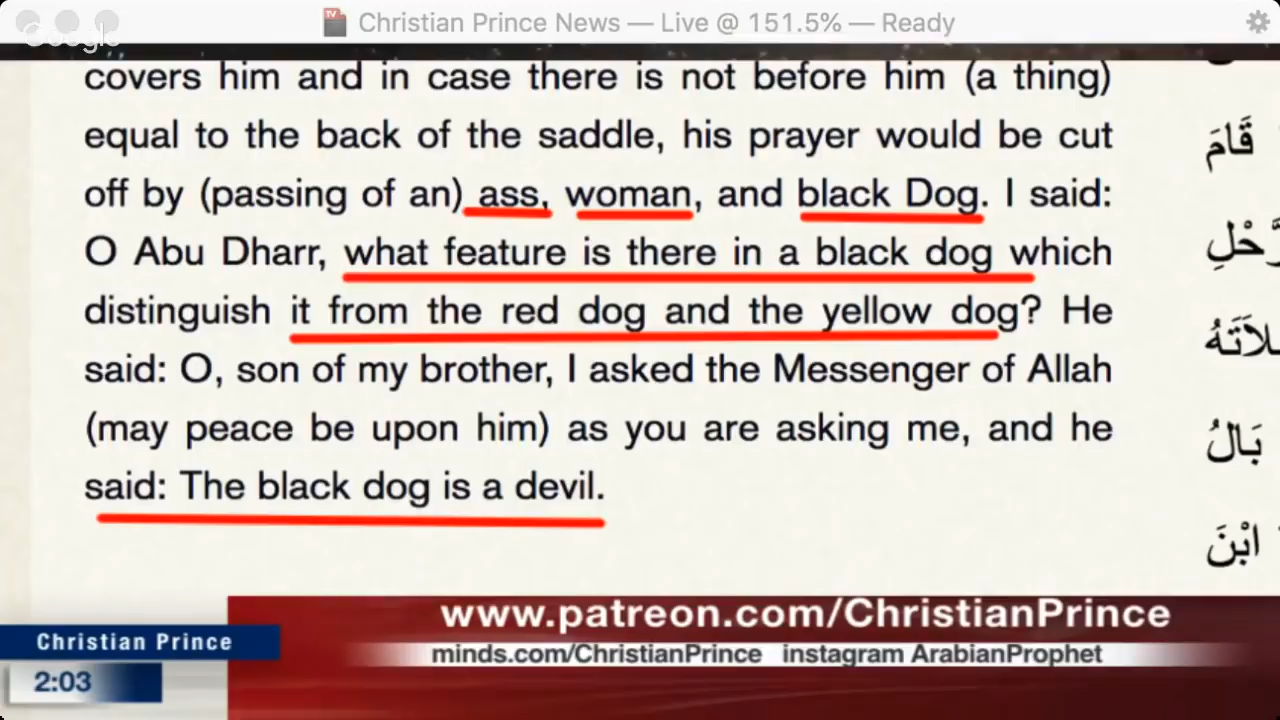 Christian Prince News — Live @ 151.5% — Ready
Google
covers him and in case there is not before him (a thing)
equal to the back of the saddle, his prayer would be cut
off by (passing of an) ass, woman, and black Dog. I said:
O Abu Dharr, what feature is there in a black dog which
distinguish it from the red dog and the yellow dog? He
said: O, son of my brother, I asked the Messenger of Allah
(may peace be upon him) as you are asking me, and he
said: The black dog is a devil.
قَامَ
لاَتَهُ
بَالُ
ابْنَ
www.patreon.com/ChristianPrince
Christian Prince
minds.com/ChristianPrince instagram ArabianProphet
2:03